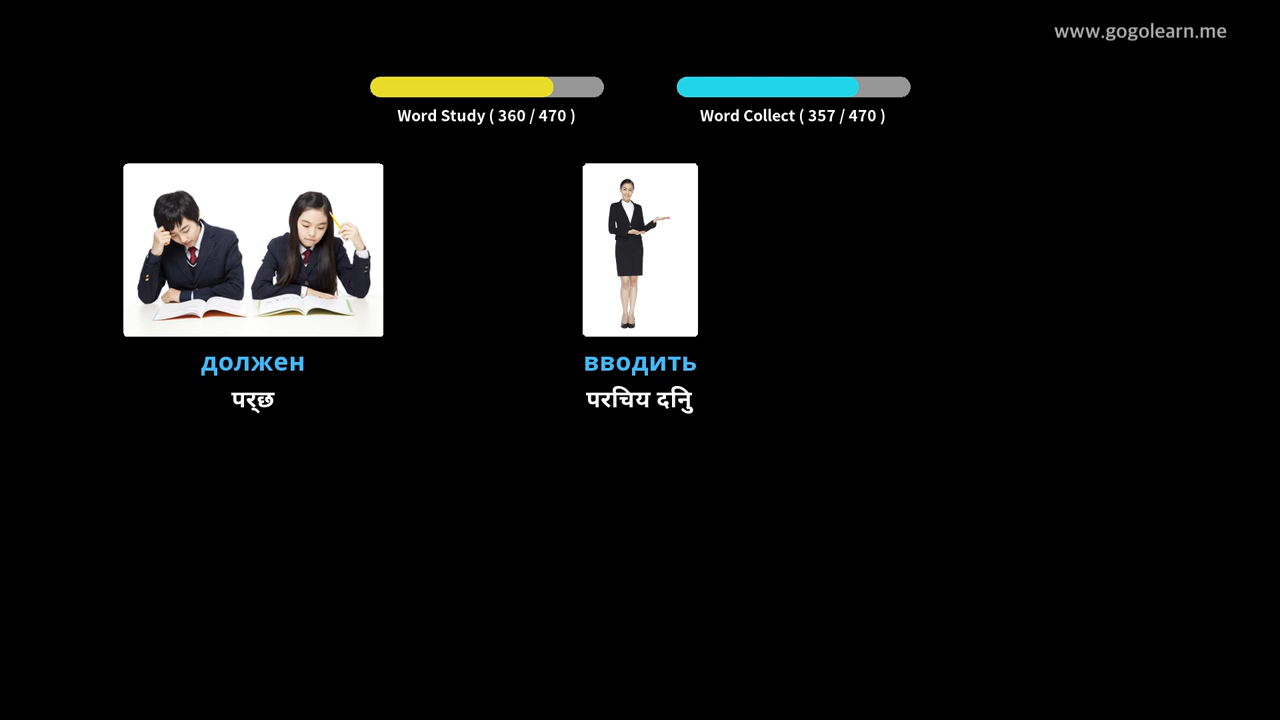 www.gogolearn.me
Word Study ( 360 / 470 )
Word Collect ( 357 / 470 )
должен
पर्छ
вводить
परिचय दिनु